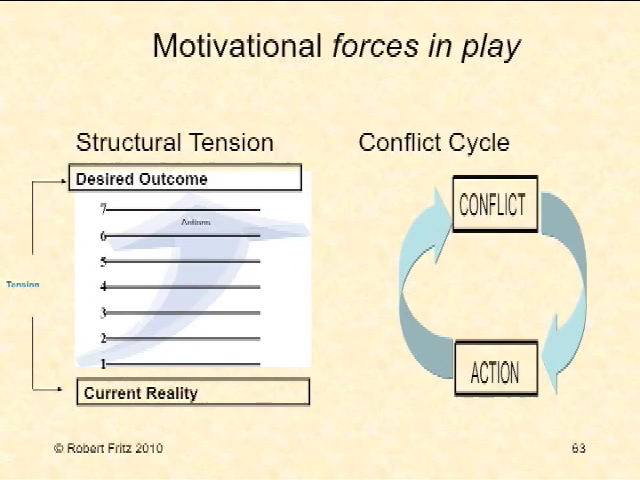 Motivational forces in play
Structural Tension
Conflict Cycle
Desired Outcome
7
Actions
6
5
Tension
4
3
2
1
Current Reality
CONFLICT
ACTION
© Robert Fritz 2010
63